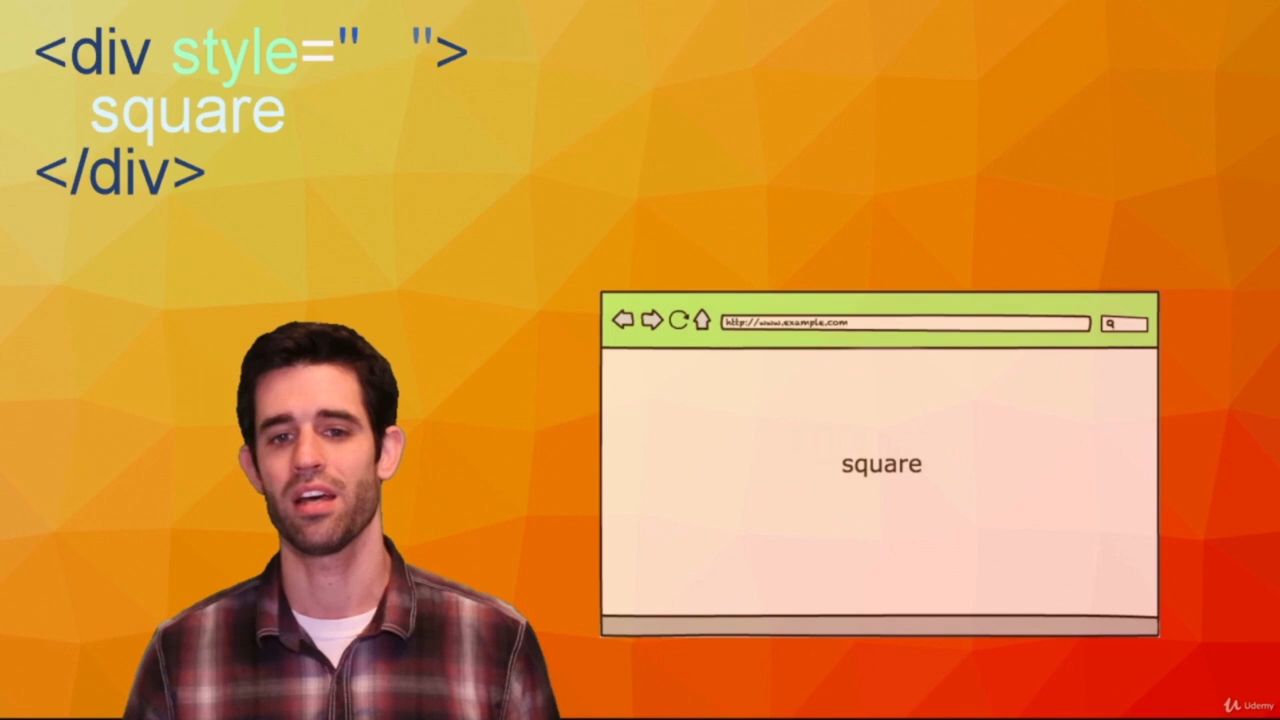 <div style="  ">
square
</div>
http://www.example.com
square
Udemy